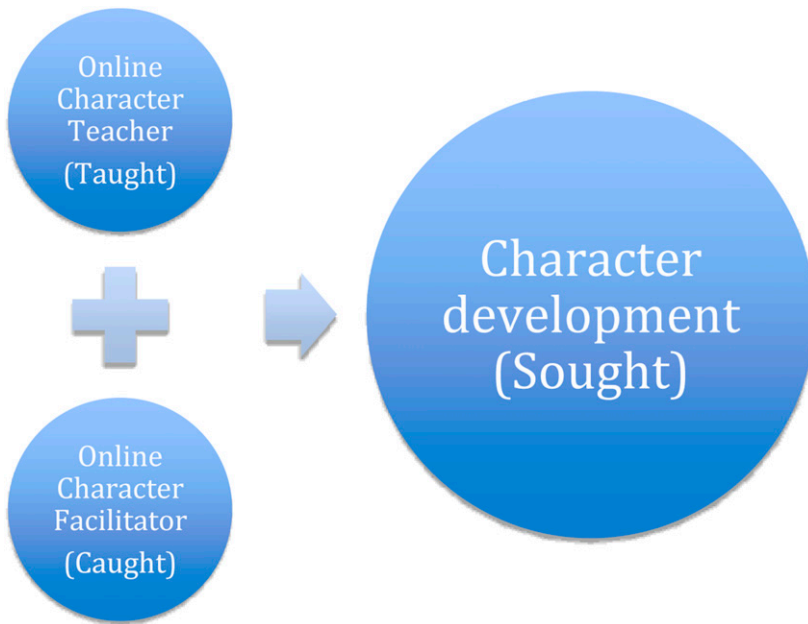 Online
Character
Teacher
(Taught)
Online
Character
Facilitator
(Caught)
Character
development
(Sought)